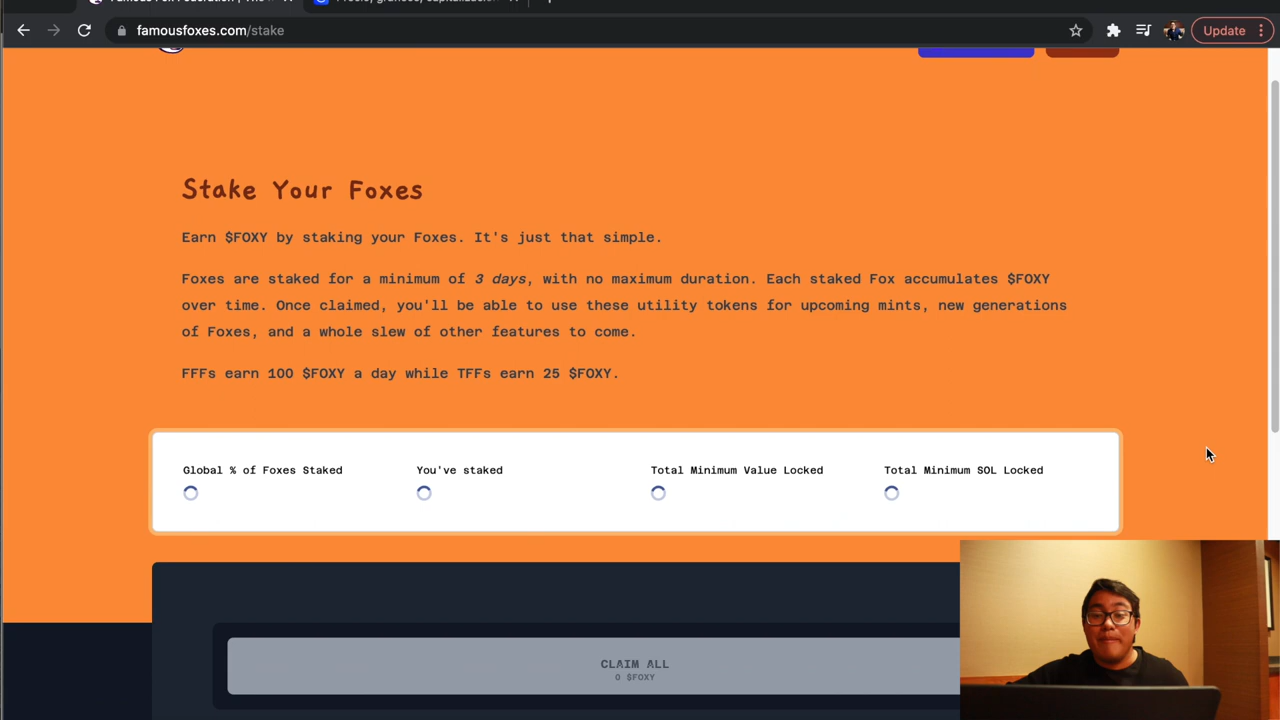 famousfoxes.com/stake
Update
Stake Your Foxes
Earn $FOXY by staking your Foxes. It's just that simple.
Foxes are staked for a minimum of 3 days, with no maximum duration. Each staked Fox accumulates $FOXY
over time. Once claimed, you'll be able to use these utility tokens for upcoming mints, new generations
of Foxes, and a whole slew of other features to come.
FFFs earn 100 $FOXY a day while TFFs earn 25 $FOXY.
Global % of Foxes Staked
You've staked
Total Minimum Value Locked
Total Minimum SOL Locked
CLAIM ALL
0 $FOXY